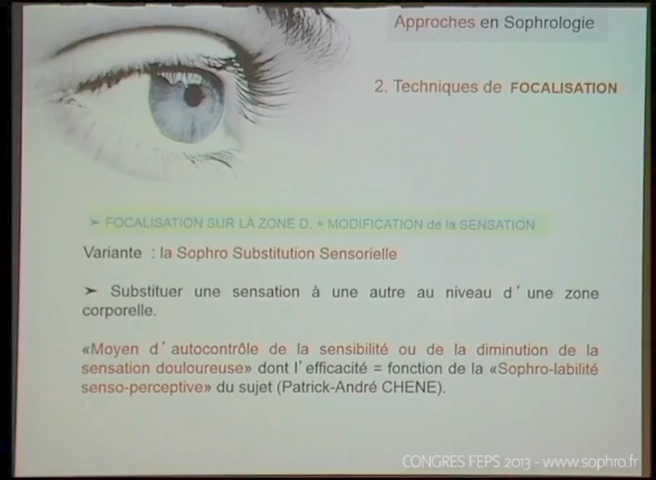 Approches en Sophrologie
2. Techniques de FOCALISATION
➤ FOCALISATION SUR LA ZONE D. + MODIFICATION de la SENSATION
Variante : la Sophro Substitution Sensorielle
➤ Substituer une sensation à une autre au niveau d'une zone
corporelle.
«Moyen d'autocontrôle de la sensibilité ou de la diminution de la
sensation douloureuse» dont l'efficacité = fonction de la «Sophro-labilité
senso-perceptive» du sujet (Patrick-André CHENE).
CONGRES FEPS 2013 - www.sophro.fr